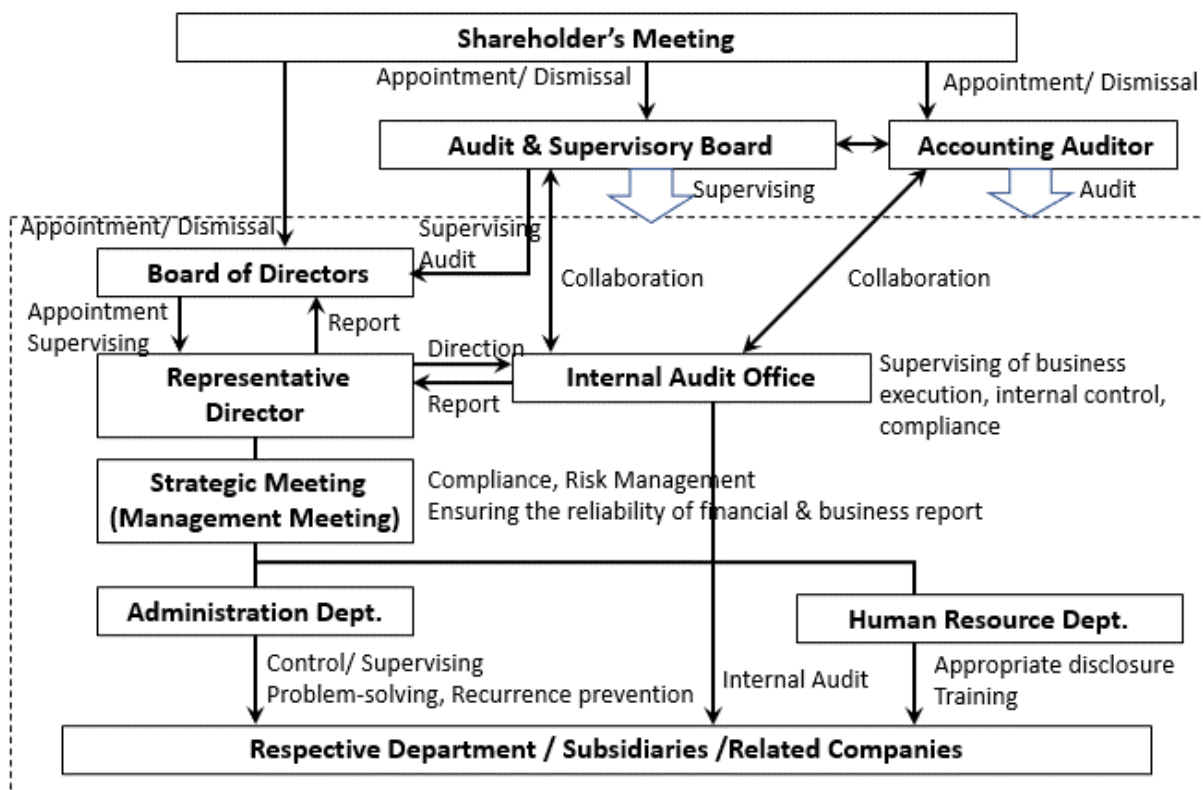 Shareholder's Meeting
Appointment/ Dismissal
Appointment/ Dismissal
Audit & Supervisory Board
Accounting Auditor
Supervising
Audit
Appointment/ Dismissal
Supervising
Audit
Board of Directors
Collaboration
Collaboration
Appointment
Supervising
Report
Direction
Representative
Director
Internal Audit Office
Report
Supervising of business
execution, internal control,
compliance
Strategic Meeting
(Management Meeting)
Compliance, Risk Management
Ensuring the reliability of financial & business report
Administration Dept.
Human Resource Dept.
Control/ Supervising
Problem-solving, Recurrence prevention
Internal Audit
Appropriate disclosure
Training
Respective Department / Subsidiaries /Related Companies